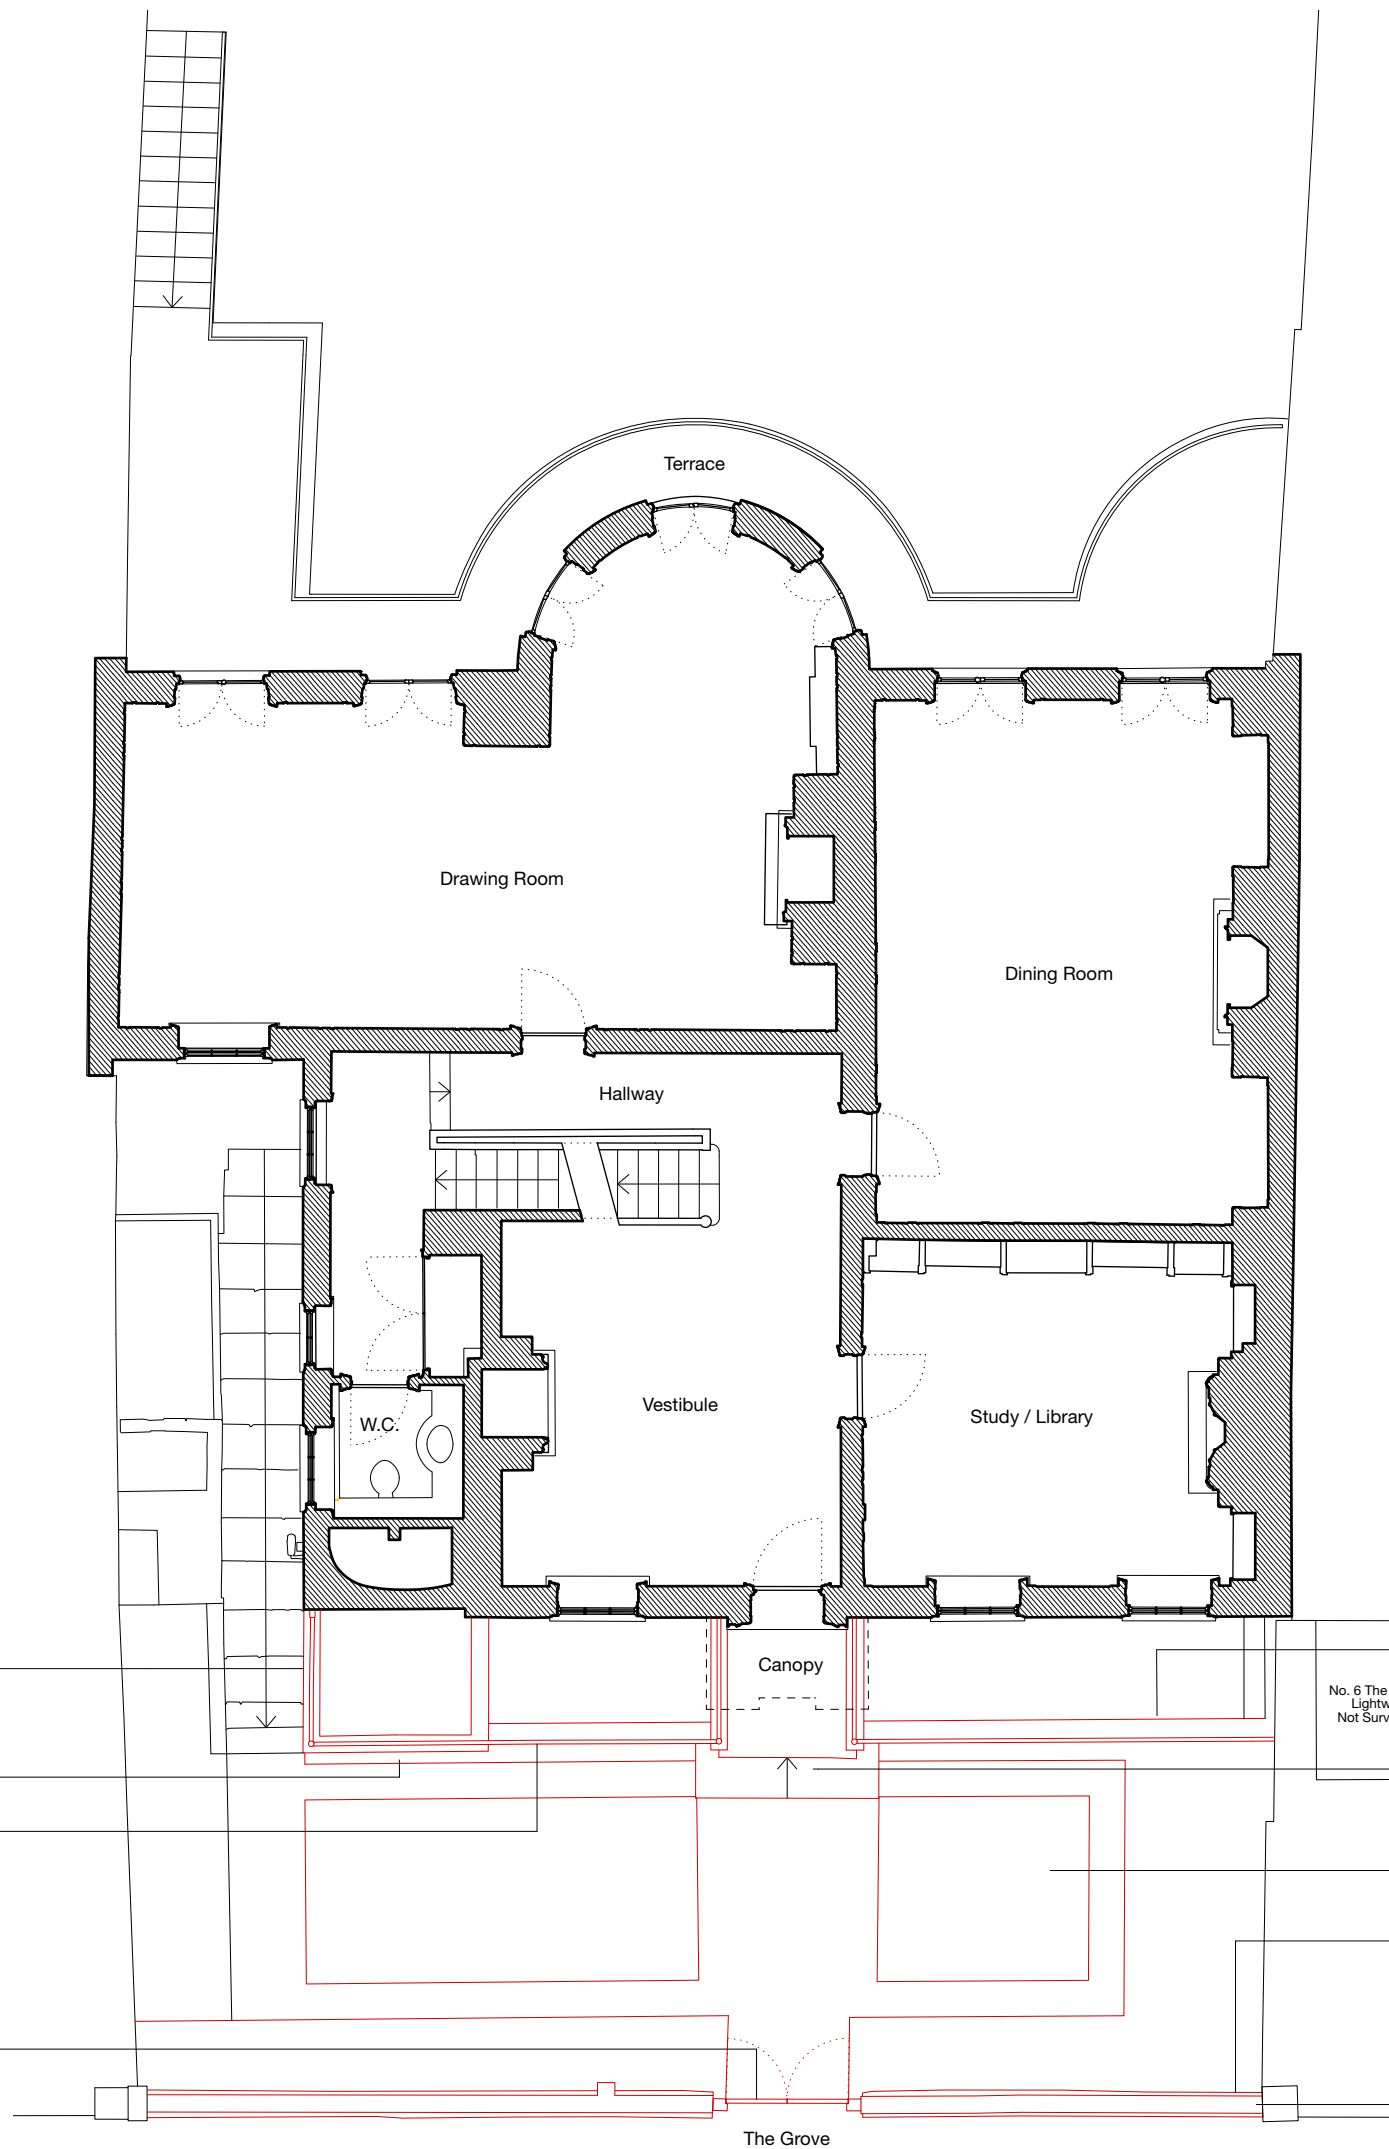 Terrace
Drawing Room
Dining Room
Hallway
Vestibule
W.C.
Study / Library
Canopy
No. 6 The
Lightw
Not Surv
The Grove